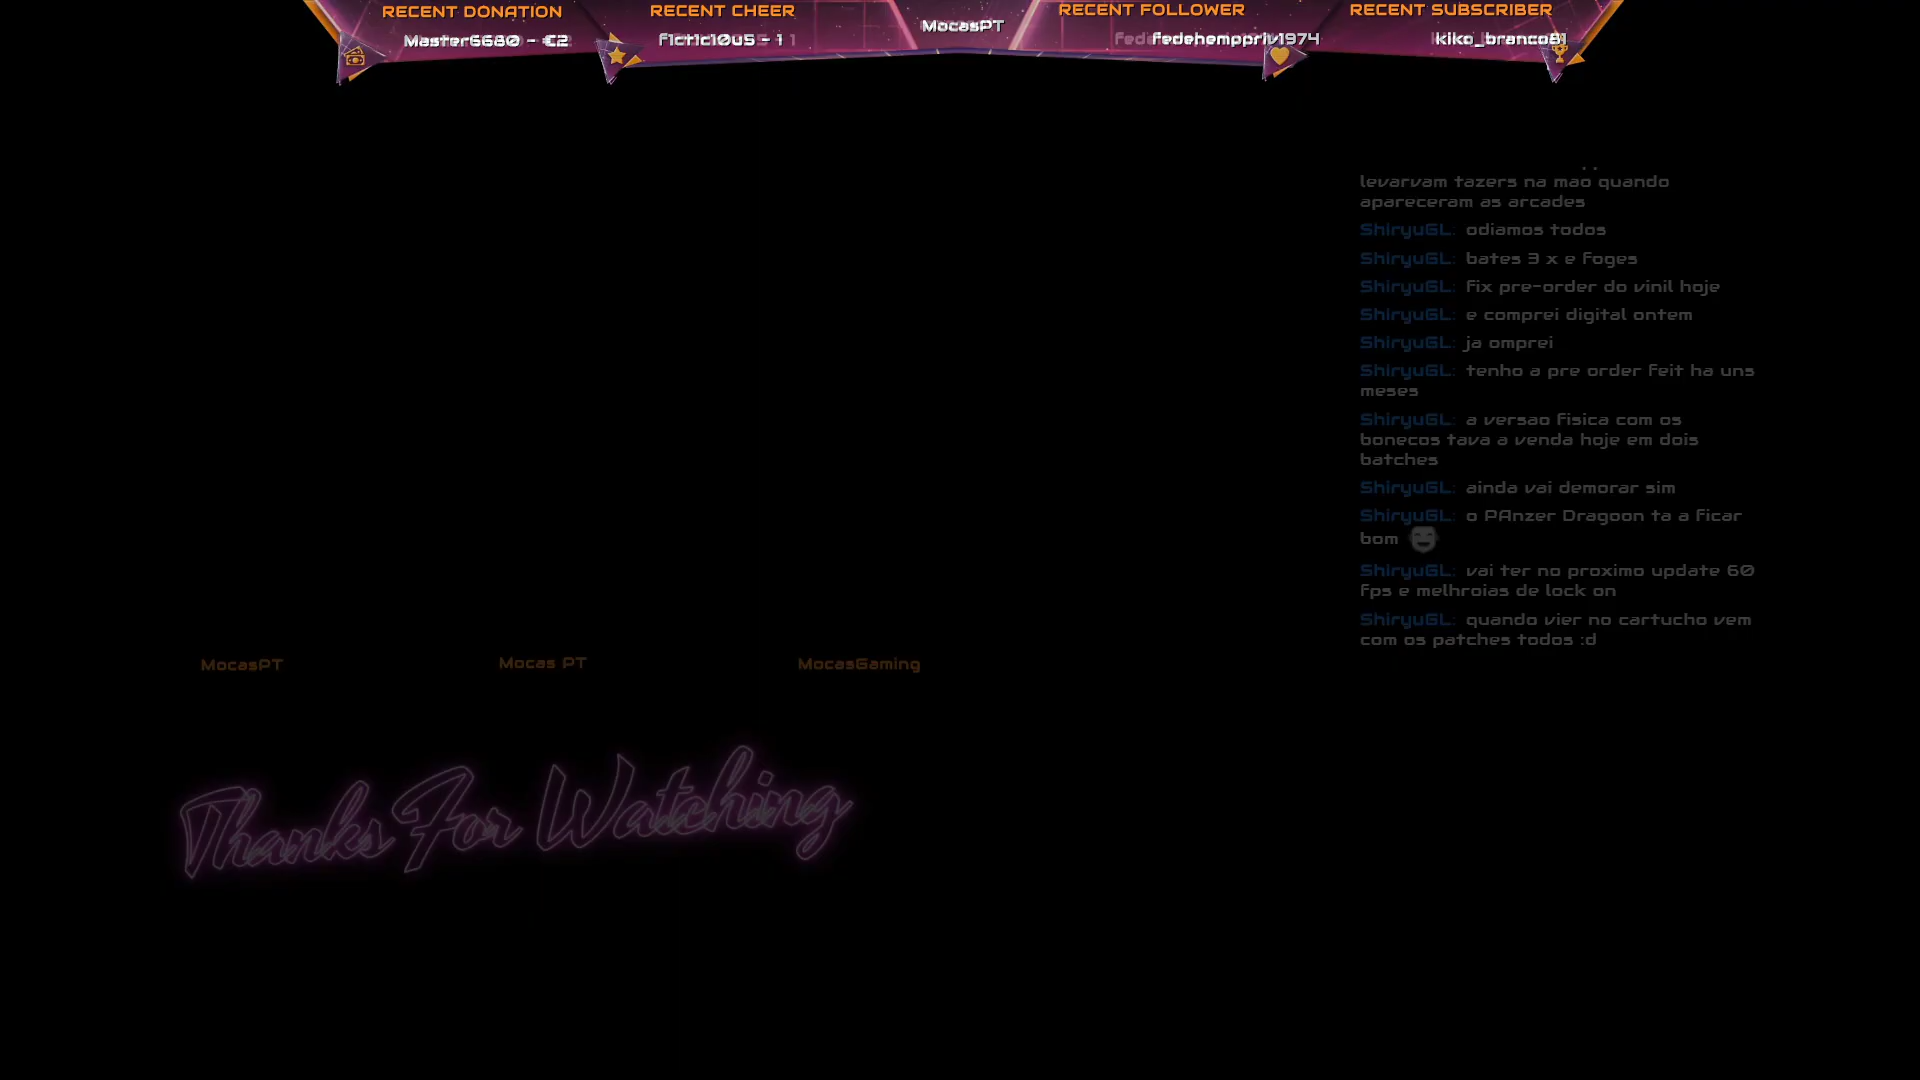 RECENT DONATION
Master6680 - €2
RECENT CHEER
f1ct1c10u5 - 1
MocasPT
RECENT FOLLOWER
fedehemppriv1974
RECENT SUBSCRIBER
kiko_branco81
levarvam tazers na mao quando
apareceram as arcades
ShiryuGL: odiamos todos
ShiryuGL: bates 3 x e foges
ShiryuGL: fix pre-order do vinil hoje
ShiryuGL: e comprei digital ontem
ShiryuGL: ja omprei
ShiryuGL: tenho a pre order feit ha uns
meses
ShiryuGL: a versao fisica com os
bonecos tava a venda hoje em dois
batches
ShiryuGL: ainda vai demorar sim
ShiryuGL: o PAnzer Dragoon ta a ficar
bom
ShiryuGL: vai ter no proximo update 60
fps e melhroias de lock on
ShiryuGL: quando vier no cartucho vem
com os patches todos :d
MocasPT
Mocas PT
MocasGaming
Thanks For Watching